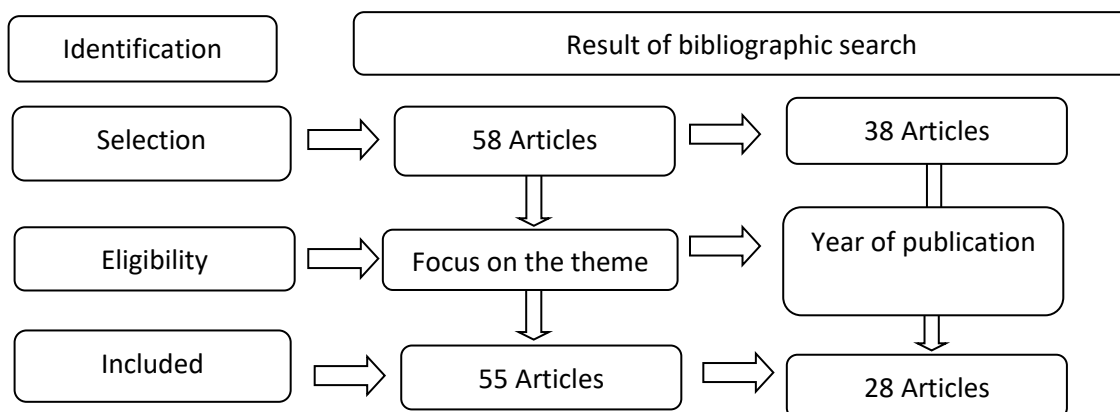 Identification
Result of bibliographic search
Selection
58 Articles
38 Articles
Eligibility
Focus on the theme
Year of publication
Included
55 Articles
28 Articles